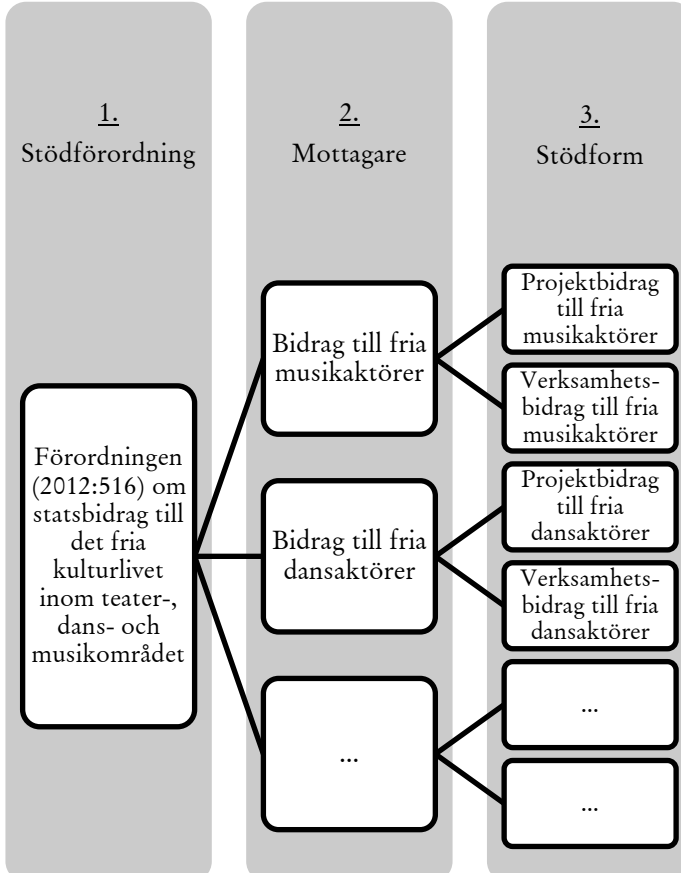 1.
Stödförordning
2.
Mottagare
3.
Stödform
Förordningen
(2012:516) om
statsbidrag till
det fria
kulturlivet
inom teater-,
dans- och
musikområdet
Bidrag till fria
musikaktörer
Bidrag till fria
dansaktörer
...
Projektbidrag
till fria
musikaktörer
Verksamhets-
bidrag till fria
musikaktörer
Projektbidrag
till fria
dansaktörer
Verksamhets-
bidrag till fria
dansaktörer
...
...